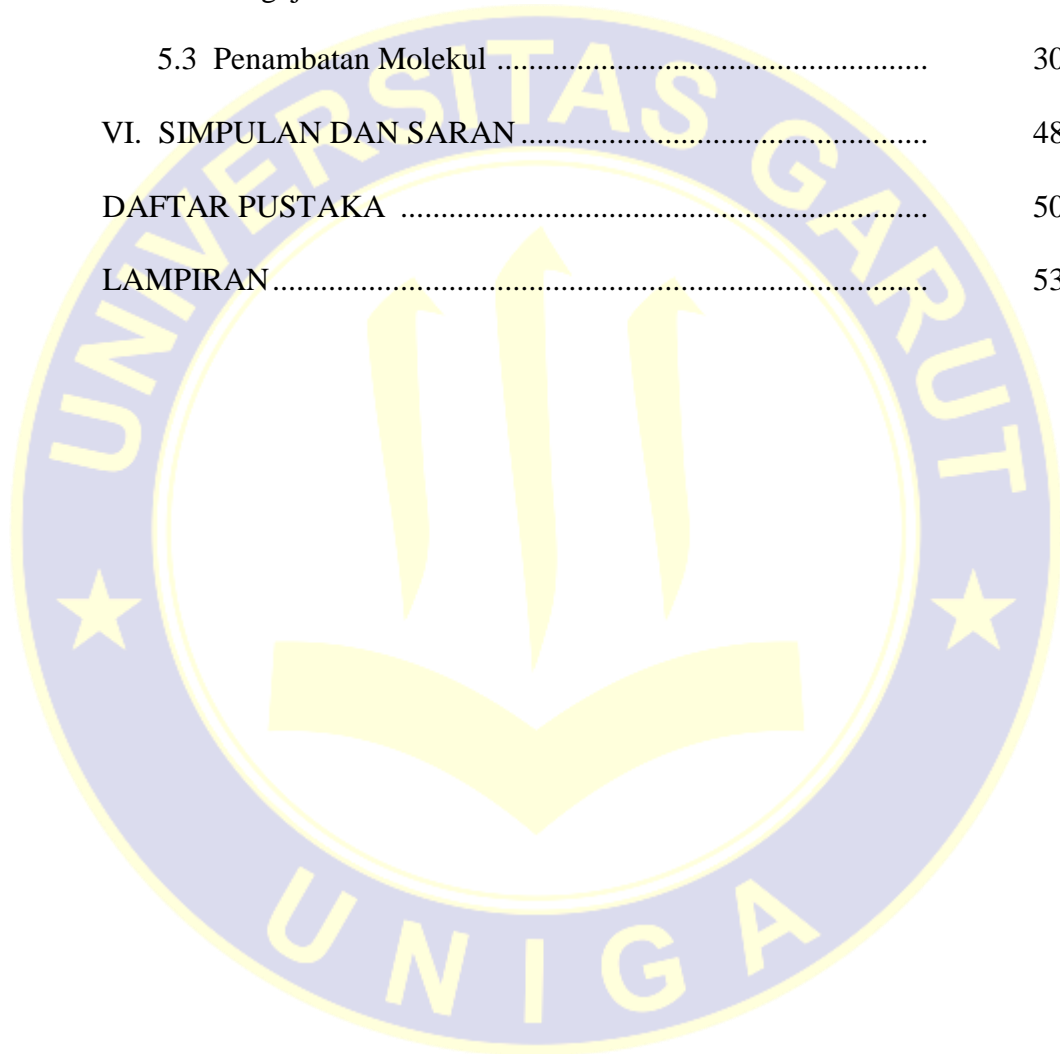 5.3 Penambatan Molekul ...................................................... 30
VI. SIMPULAN DAN SARAN ................................................... 48
DAFTAR PUSTAKA .................................................................. 50
LAMPIRAN .................................................................................. 53
UNIVERSITAS GARUT
UNIGA